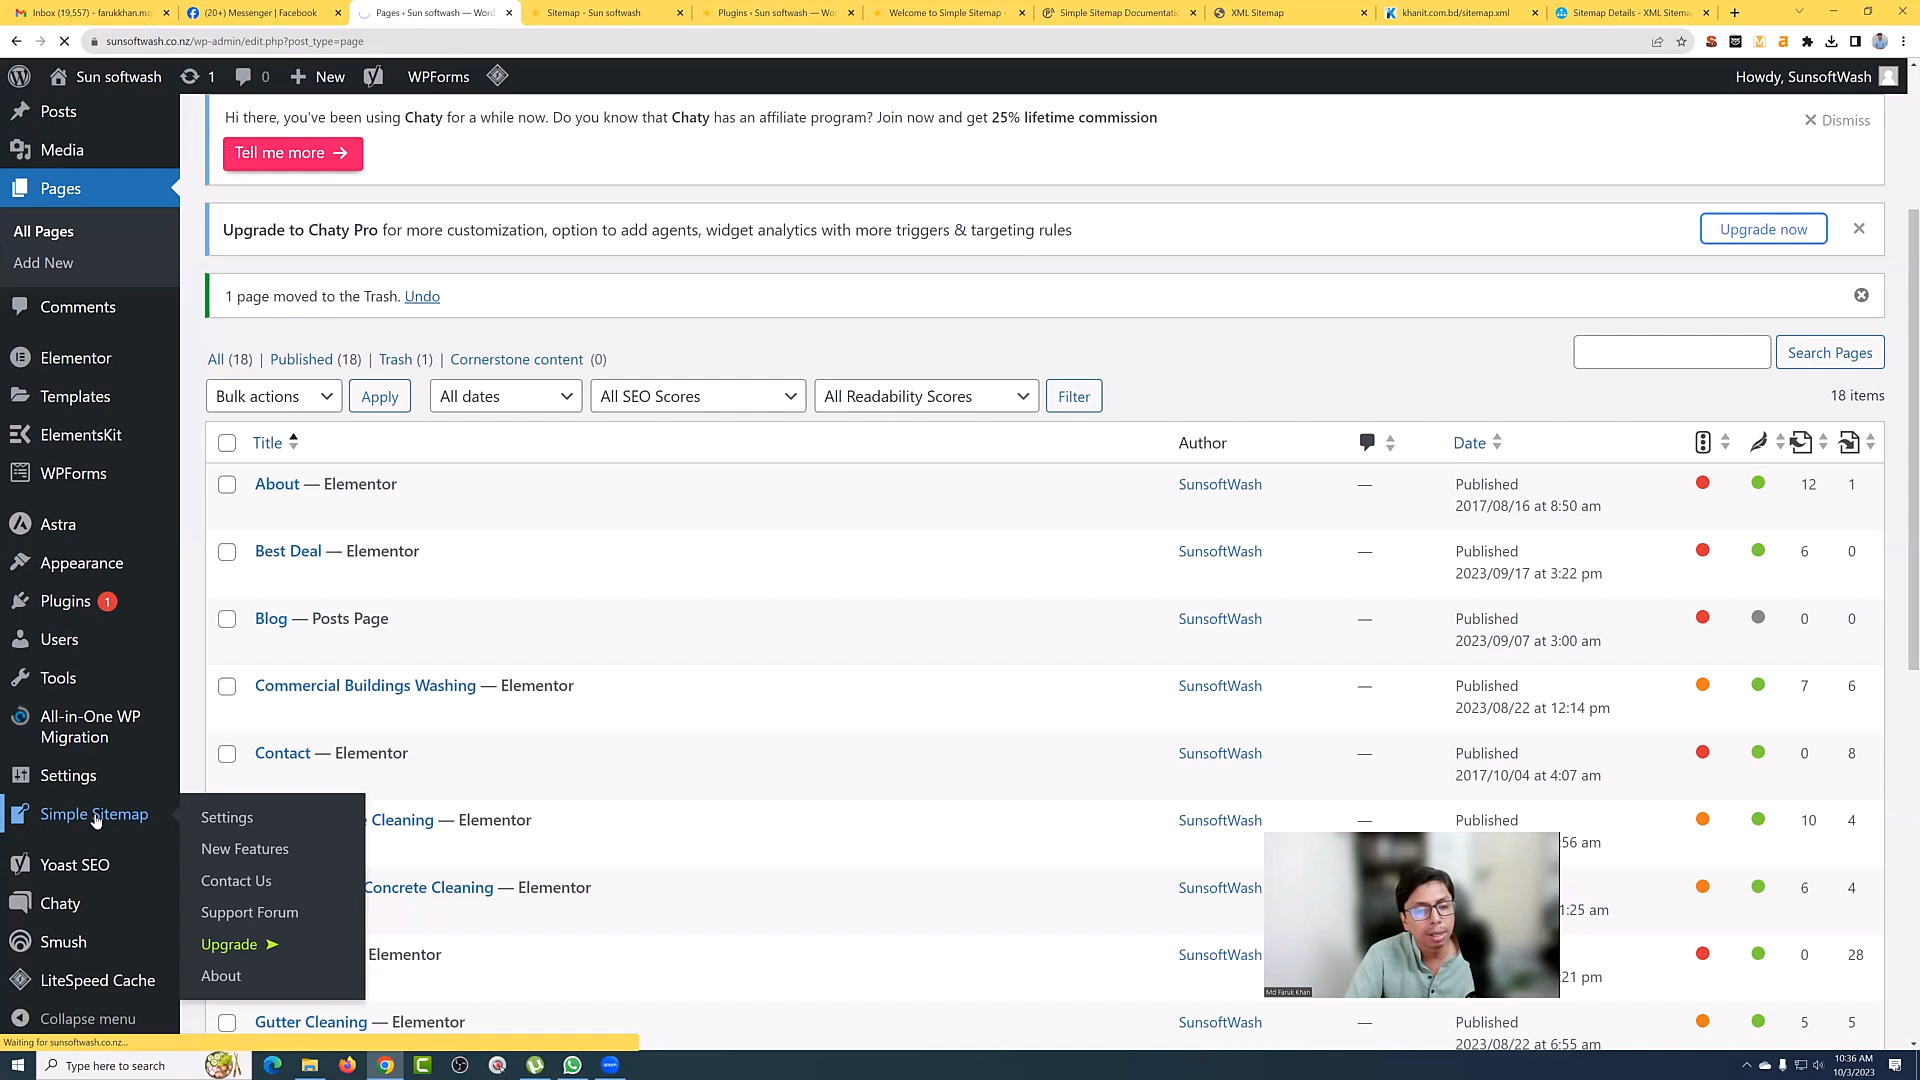 Inbox (19,557) - farukkhan.ms
(20+) Messenger | Facebook
Pages ‹ Sun softwash — Word
Sitemap - Sun softwash
Plugins ‹ Sun softwash — Wo
Welcome to Simple Sitemap ‹
Simple Sitemap Documentatio
XML Sitemap
khanit.com.bd/sitemap.xml
Sitemap Details - XML Sitema
sunsoftwash.co.nz/wp-admin/edit.php?post_type=page
Sun softwash
1
0
New
WPForms
Howdy, SunsoftWash
Posts
Media
Pages
All Pages
Add New
Comments
Elementor
Templates
ElementsKit
WPForms
Astra
Appearance
Plugins 1
Users
Tools
All-in-One WP
Migration
Settings
Simple Sitemap
Yoast SEO
Chaty
Smush
LiteSpeed Cache
Collapse menu
Settings
New Features
Contact Us
Support Forum
Upgrade ➤
About
Hi there, you've been using Chaty for a while now. Do you know that Chaty has an affiliate program? Join now and get 25% lifetime commission
Dismiss
Tell me more →
Upgrade to Chaty Pro for more customization, option to add agents, widget analytics with more triggers & targeting rules
Upgrade now
1 page moved to the Trash. Undo
All (18) | Published (18) | Trash (1) | Cornerstone content (0)
Search Pages
Bulk actions
Apply
All dates
All SEO Scores
All Readability Scores
Filter
18 items
Title
Author
Date
About — Elementor
SunsoftWash
—
Published
2017/08/16 at 8:50 am
12
1
Best Deal — Elementor
SunsoftWash
—
Published
2023/09/17 at 3:22 pm
6
0
Blog — Posts Page
SunsoftWash
—
Published
2023/09/07 at 3:00 am
0
0
Commercial Buildings Washing — Elementor
SunsoftWash
—
Published
2023/08/22 at 12:14 pm
7
6
Contact — Elementor
SunsoftWash
—
Published
2017/10/04 at 4:07 am
0
8
Cleaning — Elementor
SunsoftWash
—
Published
:56 am
10
4
Concrete Cleaning — Elementor
SunsoftWash
1:25 am
6
4
Elementor
SunsoftWash
:21 pm
0
28
Gutter Cleaning — Elementor
SunsoftWash
—
Published
2023/08/22 at 6:55 am
5
5
Md Faruk Khan
Waiting for sunsoftwash.co.nz...
Type here to search
zoom
10:36 AM
10/3/2023